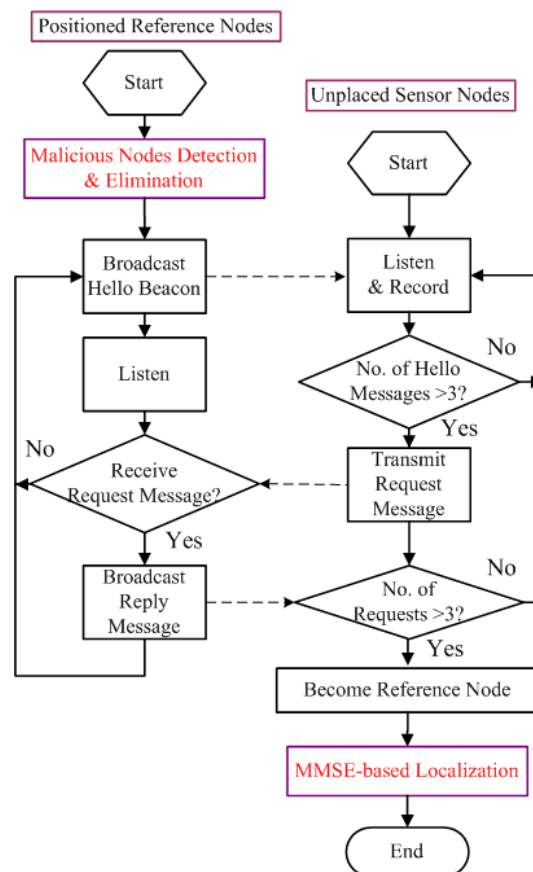 Positioned Reference Nodes
Start
Malicious Nodes Detection
& Elimination
Broadcast
Hello Beacon
Listen
No
Receive
Request Message?
Yes
Broadcast
Reply
Message
Unplaced Sensor Nodes
Start
Listen
& Record
No. of Hello
Messages >3?
No
Yes
Transmit
Request
Message
No. of
Requests >3?
No
Yes
Become Reference Node
MMSE-based Localization
End